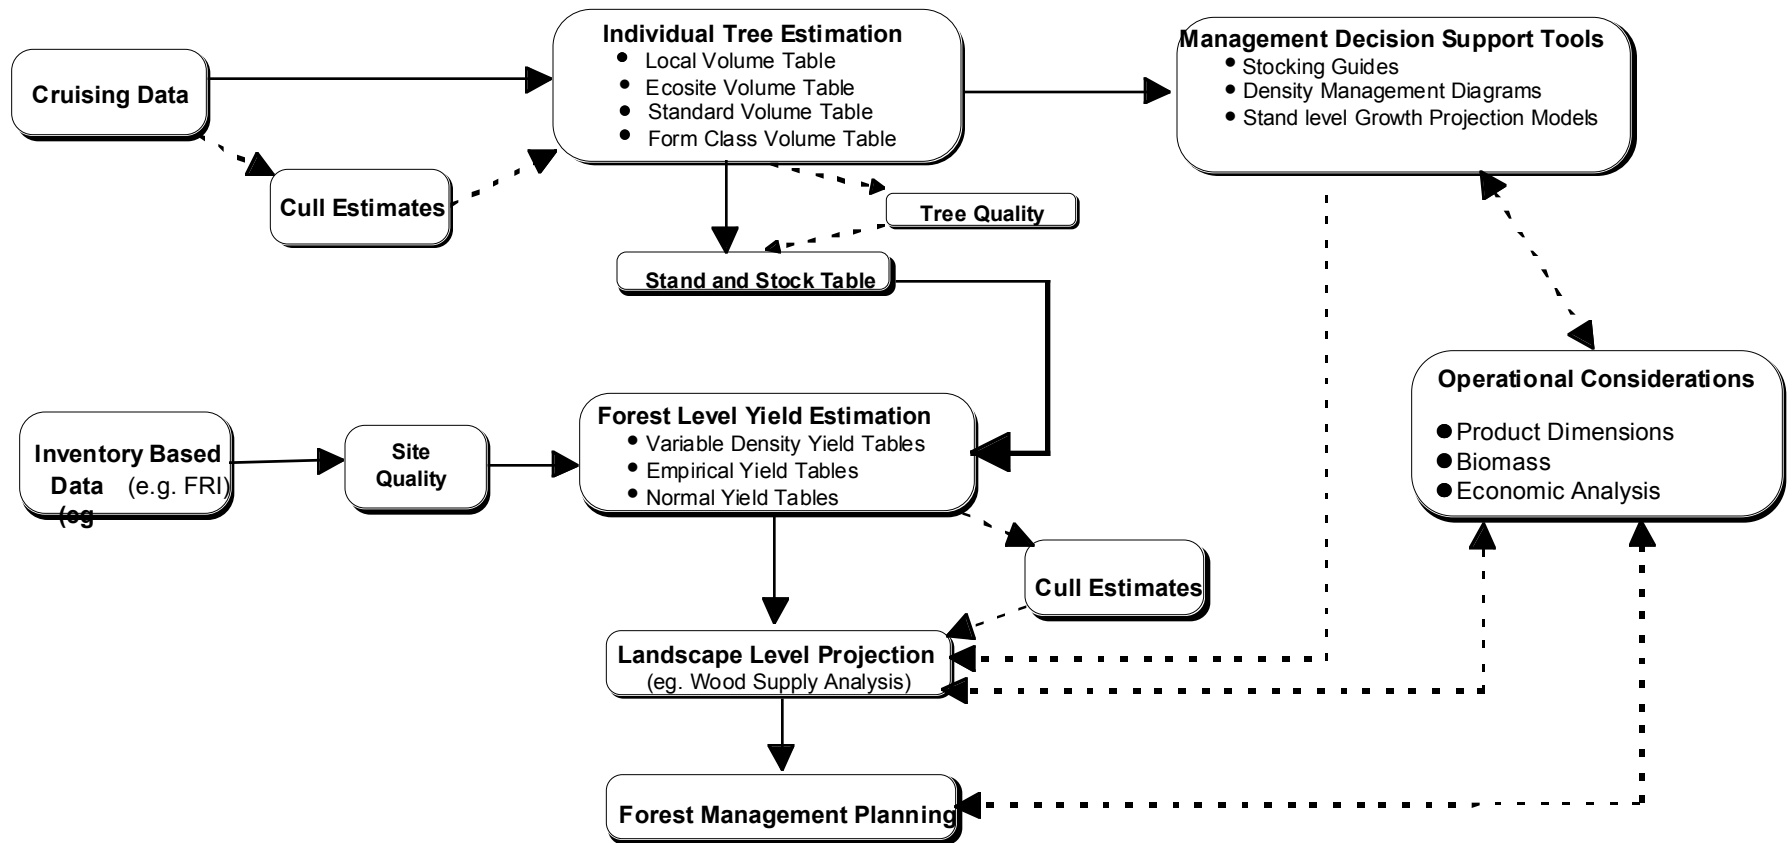 Individual Tree Estimation
• Local Volume Table
• Ecosite Volume Table
• Standard Volume Table
• Form Class Volume Table
Management Decision Support Tools
• Stocking Guides
• Density Management Diagrams
• Stand level Growth Projection Models
Cruising Data
Cull Estimates
Tree Quality
Stand and Stock Table
Operational Considerations
• Product Dimensions
• Biomass
• Economic Analysis
Forest Level Yield Estimation
• Variable Density Yield Tables
• Empirical Yield Tables
• Normal Yield Tables
Inventory Based
Data (e.g. FRI)
(eg
Site
Quality
Cull Estimates
Landscape Level Projection
(eg. Wood Supply Analysis)
Forest Management Planning